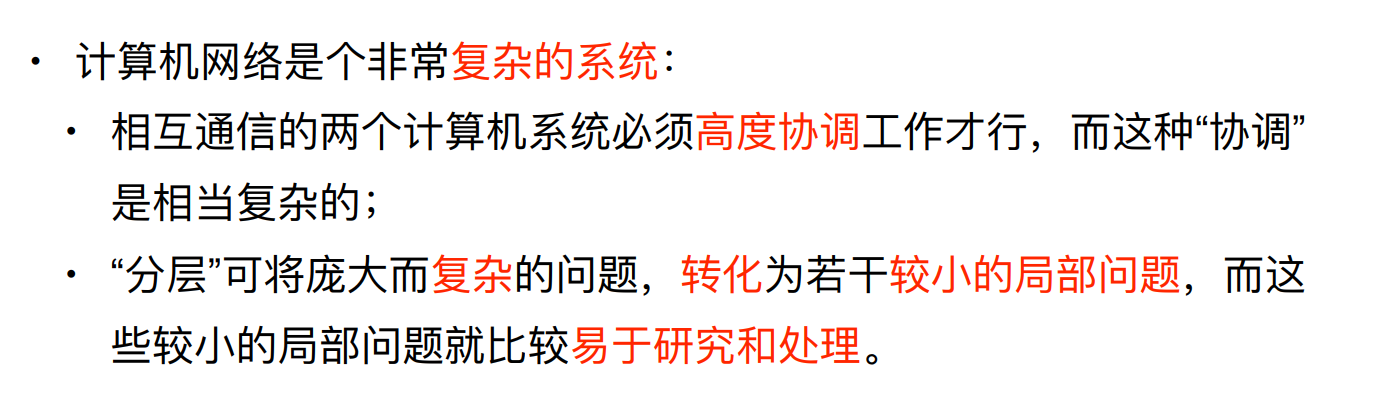 • 计算机网络是个非常复杂的系统：
• 相互通信的两个计算机系统必须高度协调工作才行，而这种“协调”
是相当复杂的；
• “分层”可将庞大而复杂的问题，转化为若干较小的局部问题，而这
些较小的局部问题就比较易于研究和处理。